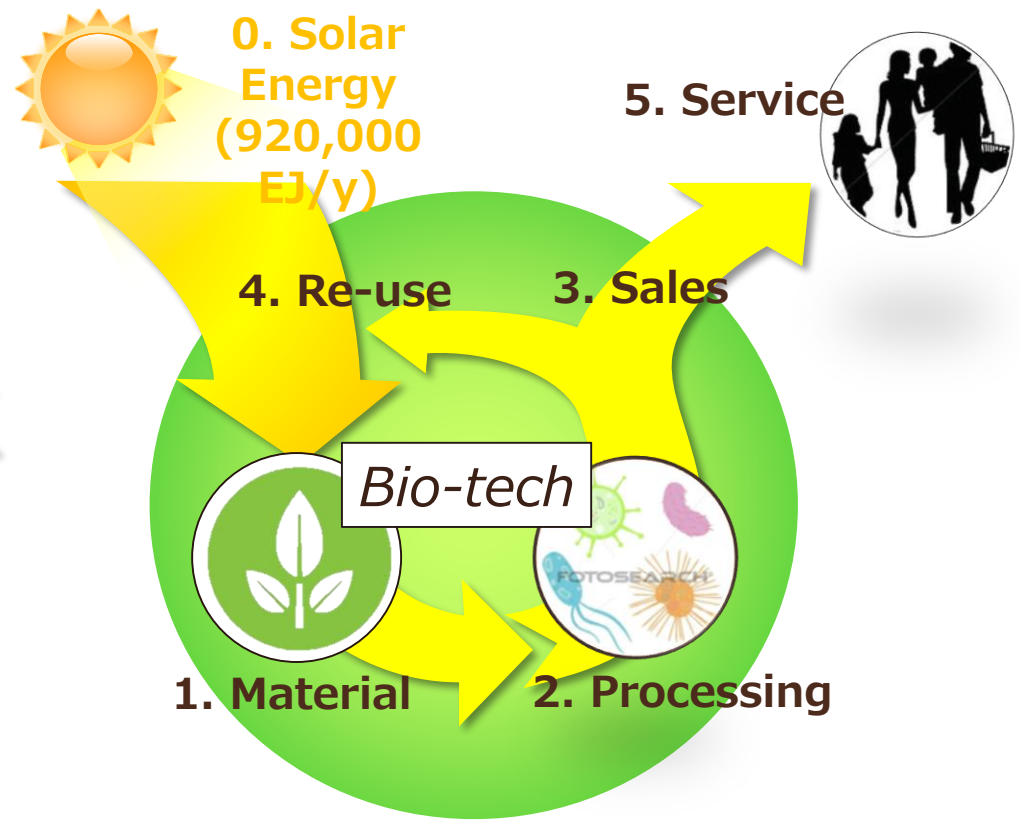 0. Solar
Energy
(920,000
EJ/y)
5. Service
4. Re-use
3. Sales
Bio-tech
FOTOSEARCH
1. Material
2. Processing